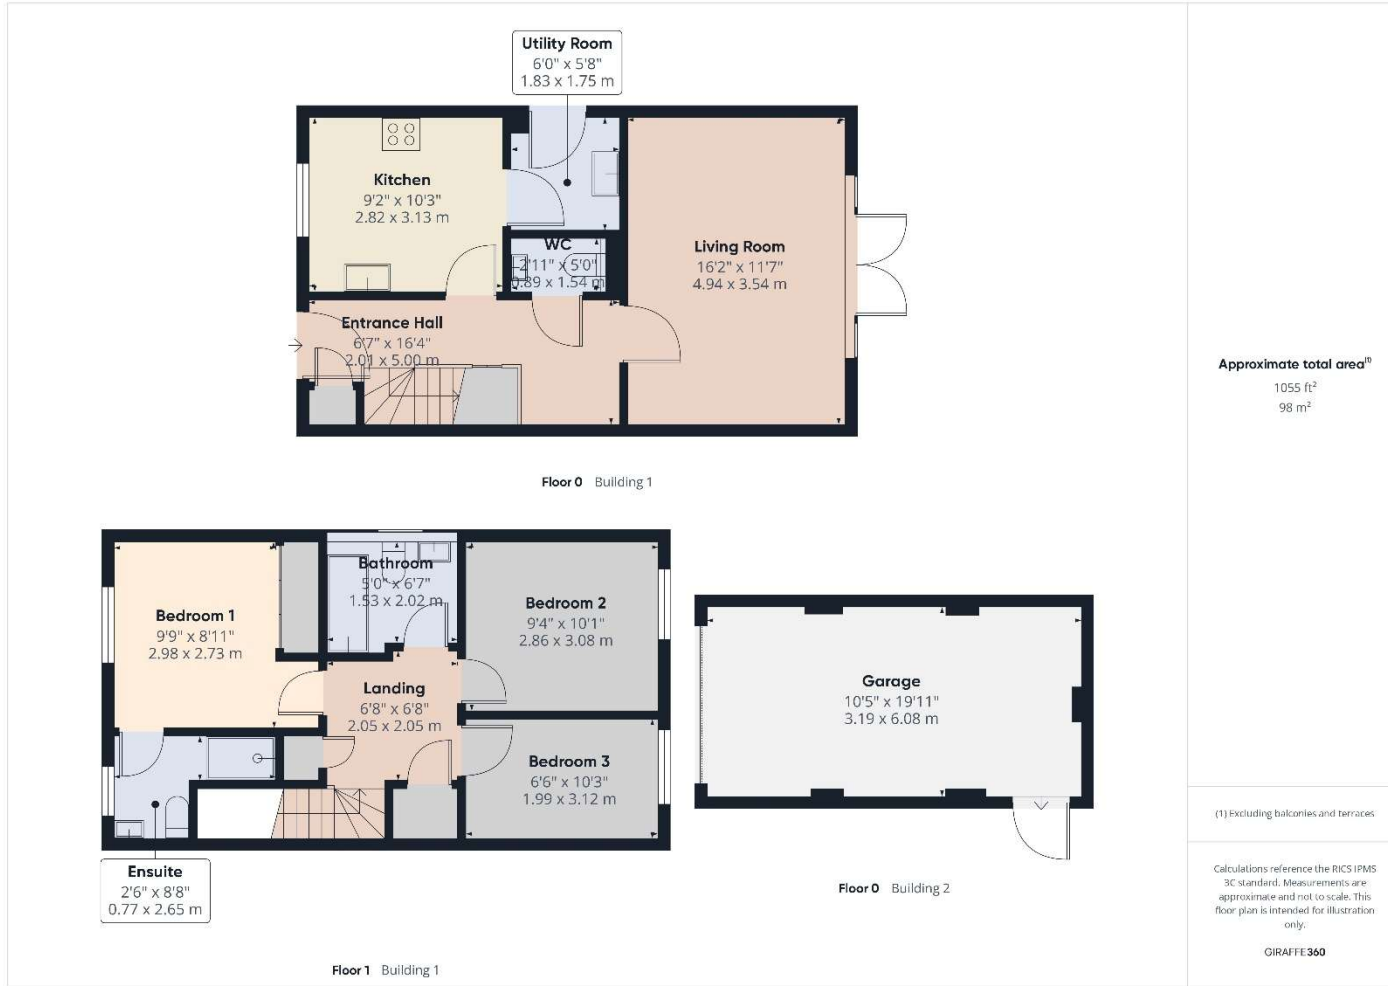 Utility Room
6'0" x 5'8"
1.83 x 1.75 m
Kitchen
9'2" x 10'3"
2.82 x 3.13 m
WC
2'11" x 5'0"
0.89 x 1.54 m
Living Room
16'2" x 11'7"
4.94 x 3.54 m
Entrance Hall
6'7" x 16'4"
2.01 x 5.00 m
Floor 0 Building 1
Bedroom 1
9'9" x 8'11"
2.98 x 2.73 m
Bathroom
5'0" x 6'7"
1.53 x 2.02 m
Bedroom 2
9'4" x 10'1"
2.86 x 3.08 m
Landing
6'8" x 6'8"
2.05 x 2.05 m
Bedroom 3
6'6" x 10'3"
1.99 x 3.12 m
Ensuite
2'6" x 8'8"
0.77 x 2.65 m
Floor 1 Building 1
Garage
10'5" x 19'11"
3.19 x 6.08 m
Floor 0 Building 2
Approximate total area(1)
1055 ft²
98 m²
(1) Excluding balconies and terraces
Calculations reference the RICS IPMS
3C standard. Measurements are
approximate and not to scale. This
floor plan is intended for illustration
only.
GIRAFFE360